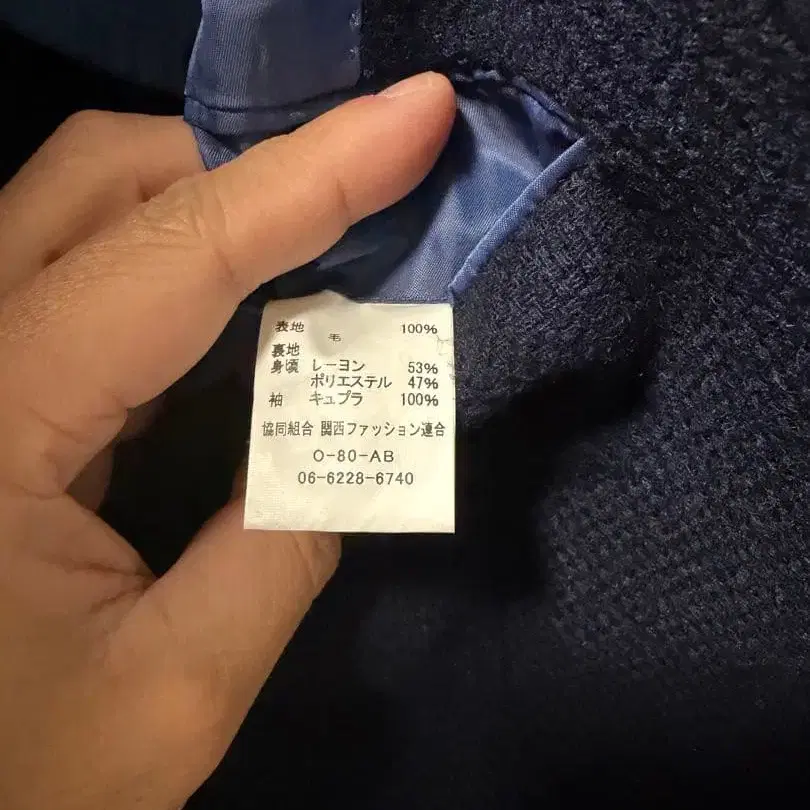 表地 毛 100%
裏地
身頃 レーヨン 53%
ポリエステル 47%
袖 キュプラ 100%
協同組合 関西ファッション連合
O-80-AB
06-6228-6740